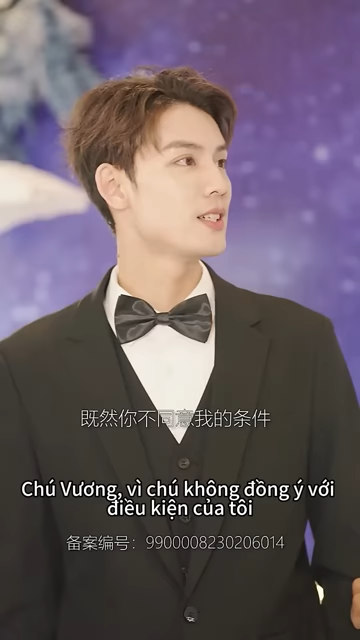 既然你不同意我的条件
Chú Vương, vì chú không đồng ý với
điều kiện của tôi
备案编号：9900008230206014